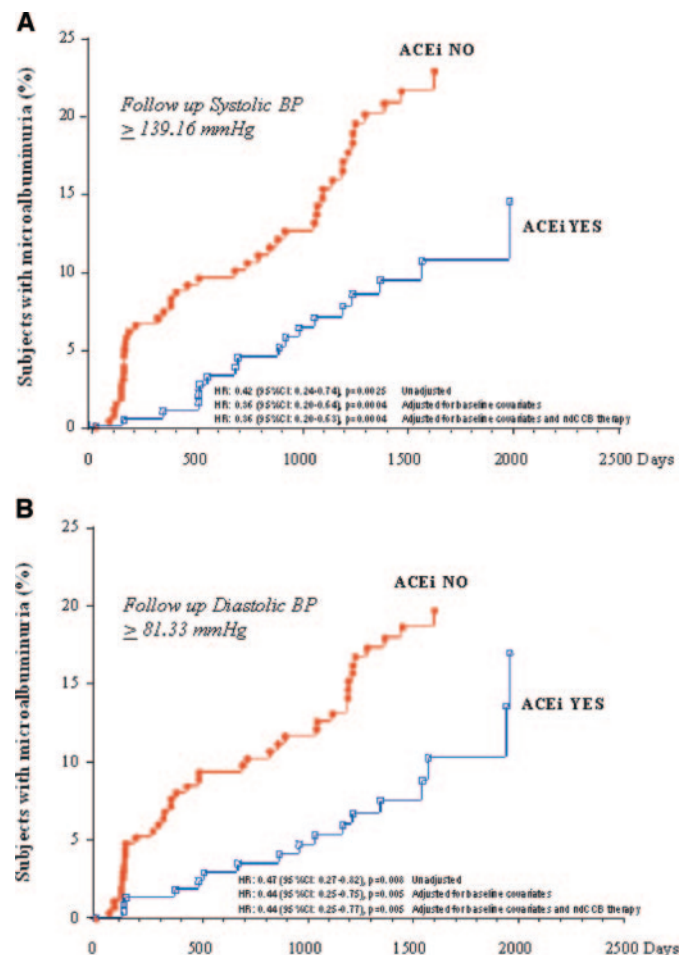 A
Subjects with microalbuminuria (%)
25
20
15
10
5
0
ACEi NO
Follow up Systolic BP
≥ 139.16 mmHg
ACEi YES
HR: 0.42 (95%CI: 0.24-0.74), p=0.0025 Unadjusted
HR: 0.36 (95%CI: 0.20-0.64), p=0.0004 Adjusted for baseline covariates
HR: 0.36 (95%CI: 0.20-0.63), p=0.0004 Adjusted for baseline covariates and ndCCB therapy
0 500 1000 1500 2000 2500 Days
B
Subjects with microalbuminuria (%)
25
20
15
10
5
0
ACEi NO
Follow up Diastolic BP
≥ 81.33 mmHg
ACEi YES
HR: 0.47 (95%CI: 0.27-0.82), p=0.008 Unadjusted
HR: 0.44 (95%CI: 0.25-0.75), p=0.005 Adjusted for baseline covariates
HR: 0.44 (95%CI: 0.25-0.77), p=0.005 Adjusted for baseline covariates and ndCCB therapy
0 500 1000 1500 2000 2500 Days